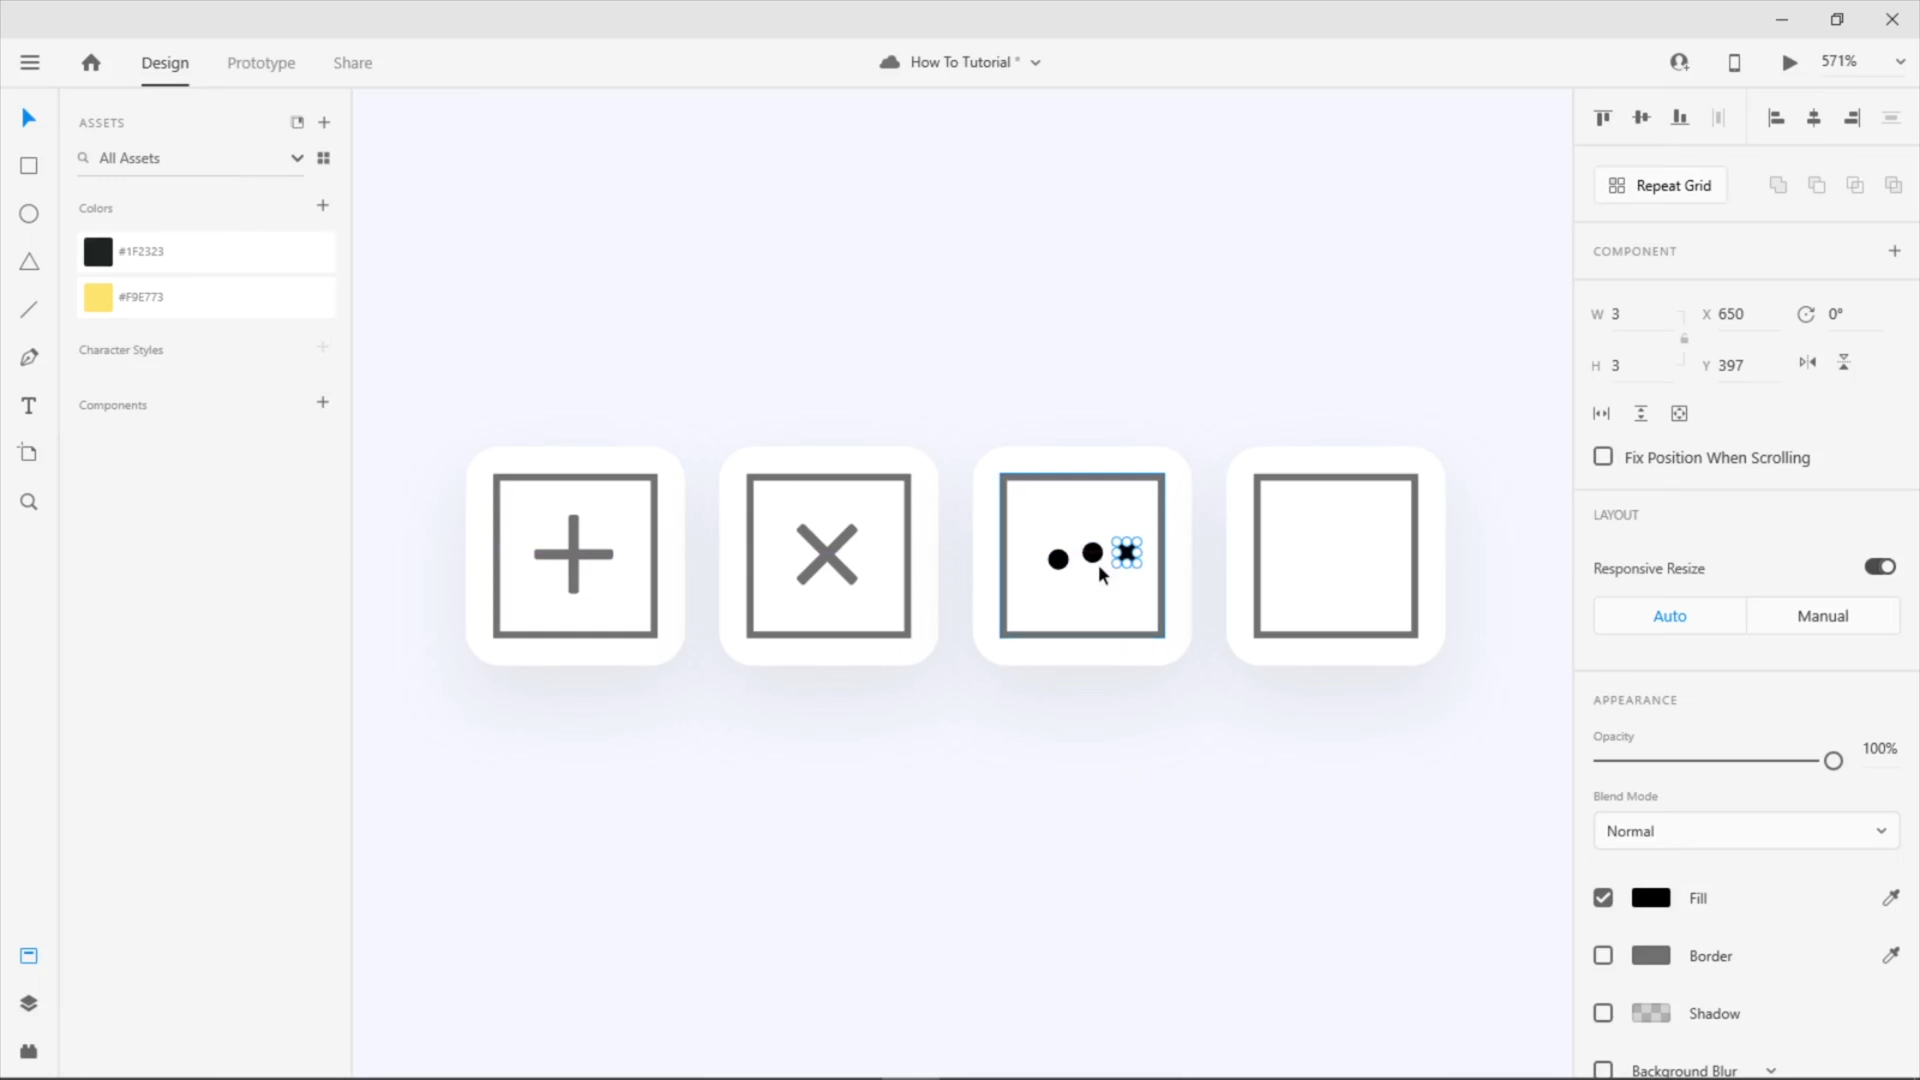 Design Prototype Share
How To Tutorial *
571%
ASSETS
All Assets
Colors
#1F2323
#F9E773
Character Styles
Components
Repeat Grid
COMPONENT
W 3 X 650 0°
H 3 Y 397
Fix Position When Scrolling
LAYOUT
Responsive Resize
Auto Manual
APPEARANCE
Opacity
100%
Blend Mode
Normal
Fill
Border
Shadow
Background Blur